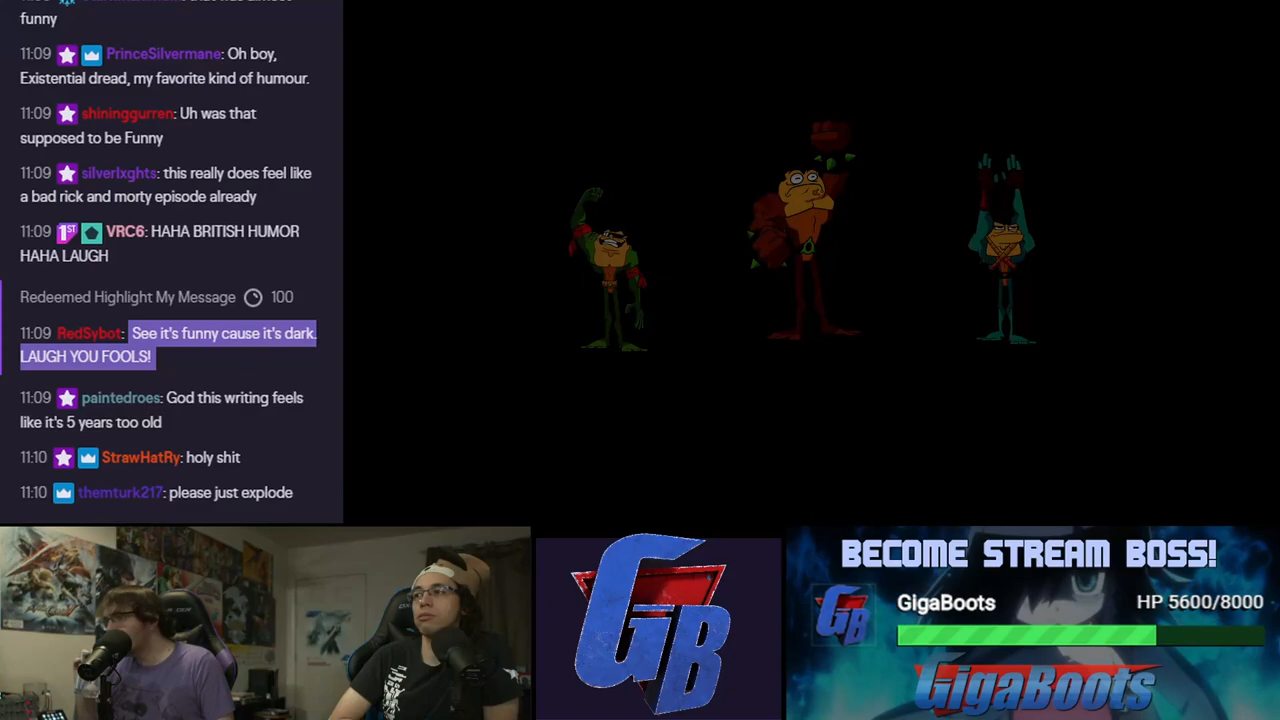 funny
11:09 PrinceSilvermane: Oh boy,
Existential dread, my favorite kind of humour.
11:09 shininggurren: Uh was that
supposed to be Funny
11:09 silverlxghts: this really does feel like
a bad rick and morty episode already
11:09 1ST VRC6: HAHA BRITISH HUMOR
HAHA LAUGH
Redeemed Highlight My Message 100
11:09 RedSybot: See it's funny cause it's dark.
LAUGH YOU FOOLS!
11:09 paintedroes: God this writing feels
like it's 5 years too old
11:10 StrawHatRy: holy shit
11:10 themturk217: please just explode
GB
BECOME STREAM BOSS!
GB
GigaBoots HP 5600/8000
GigaBoots